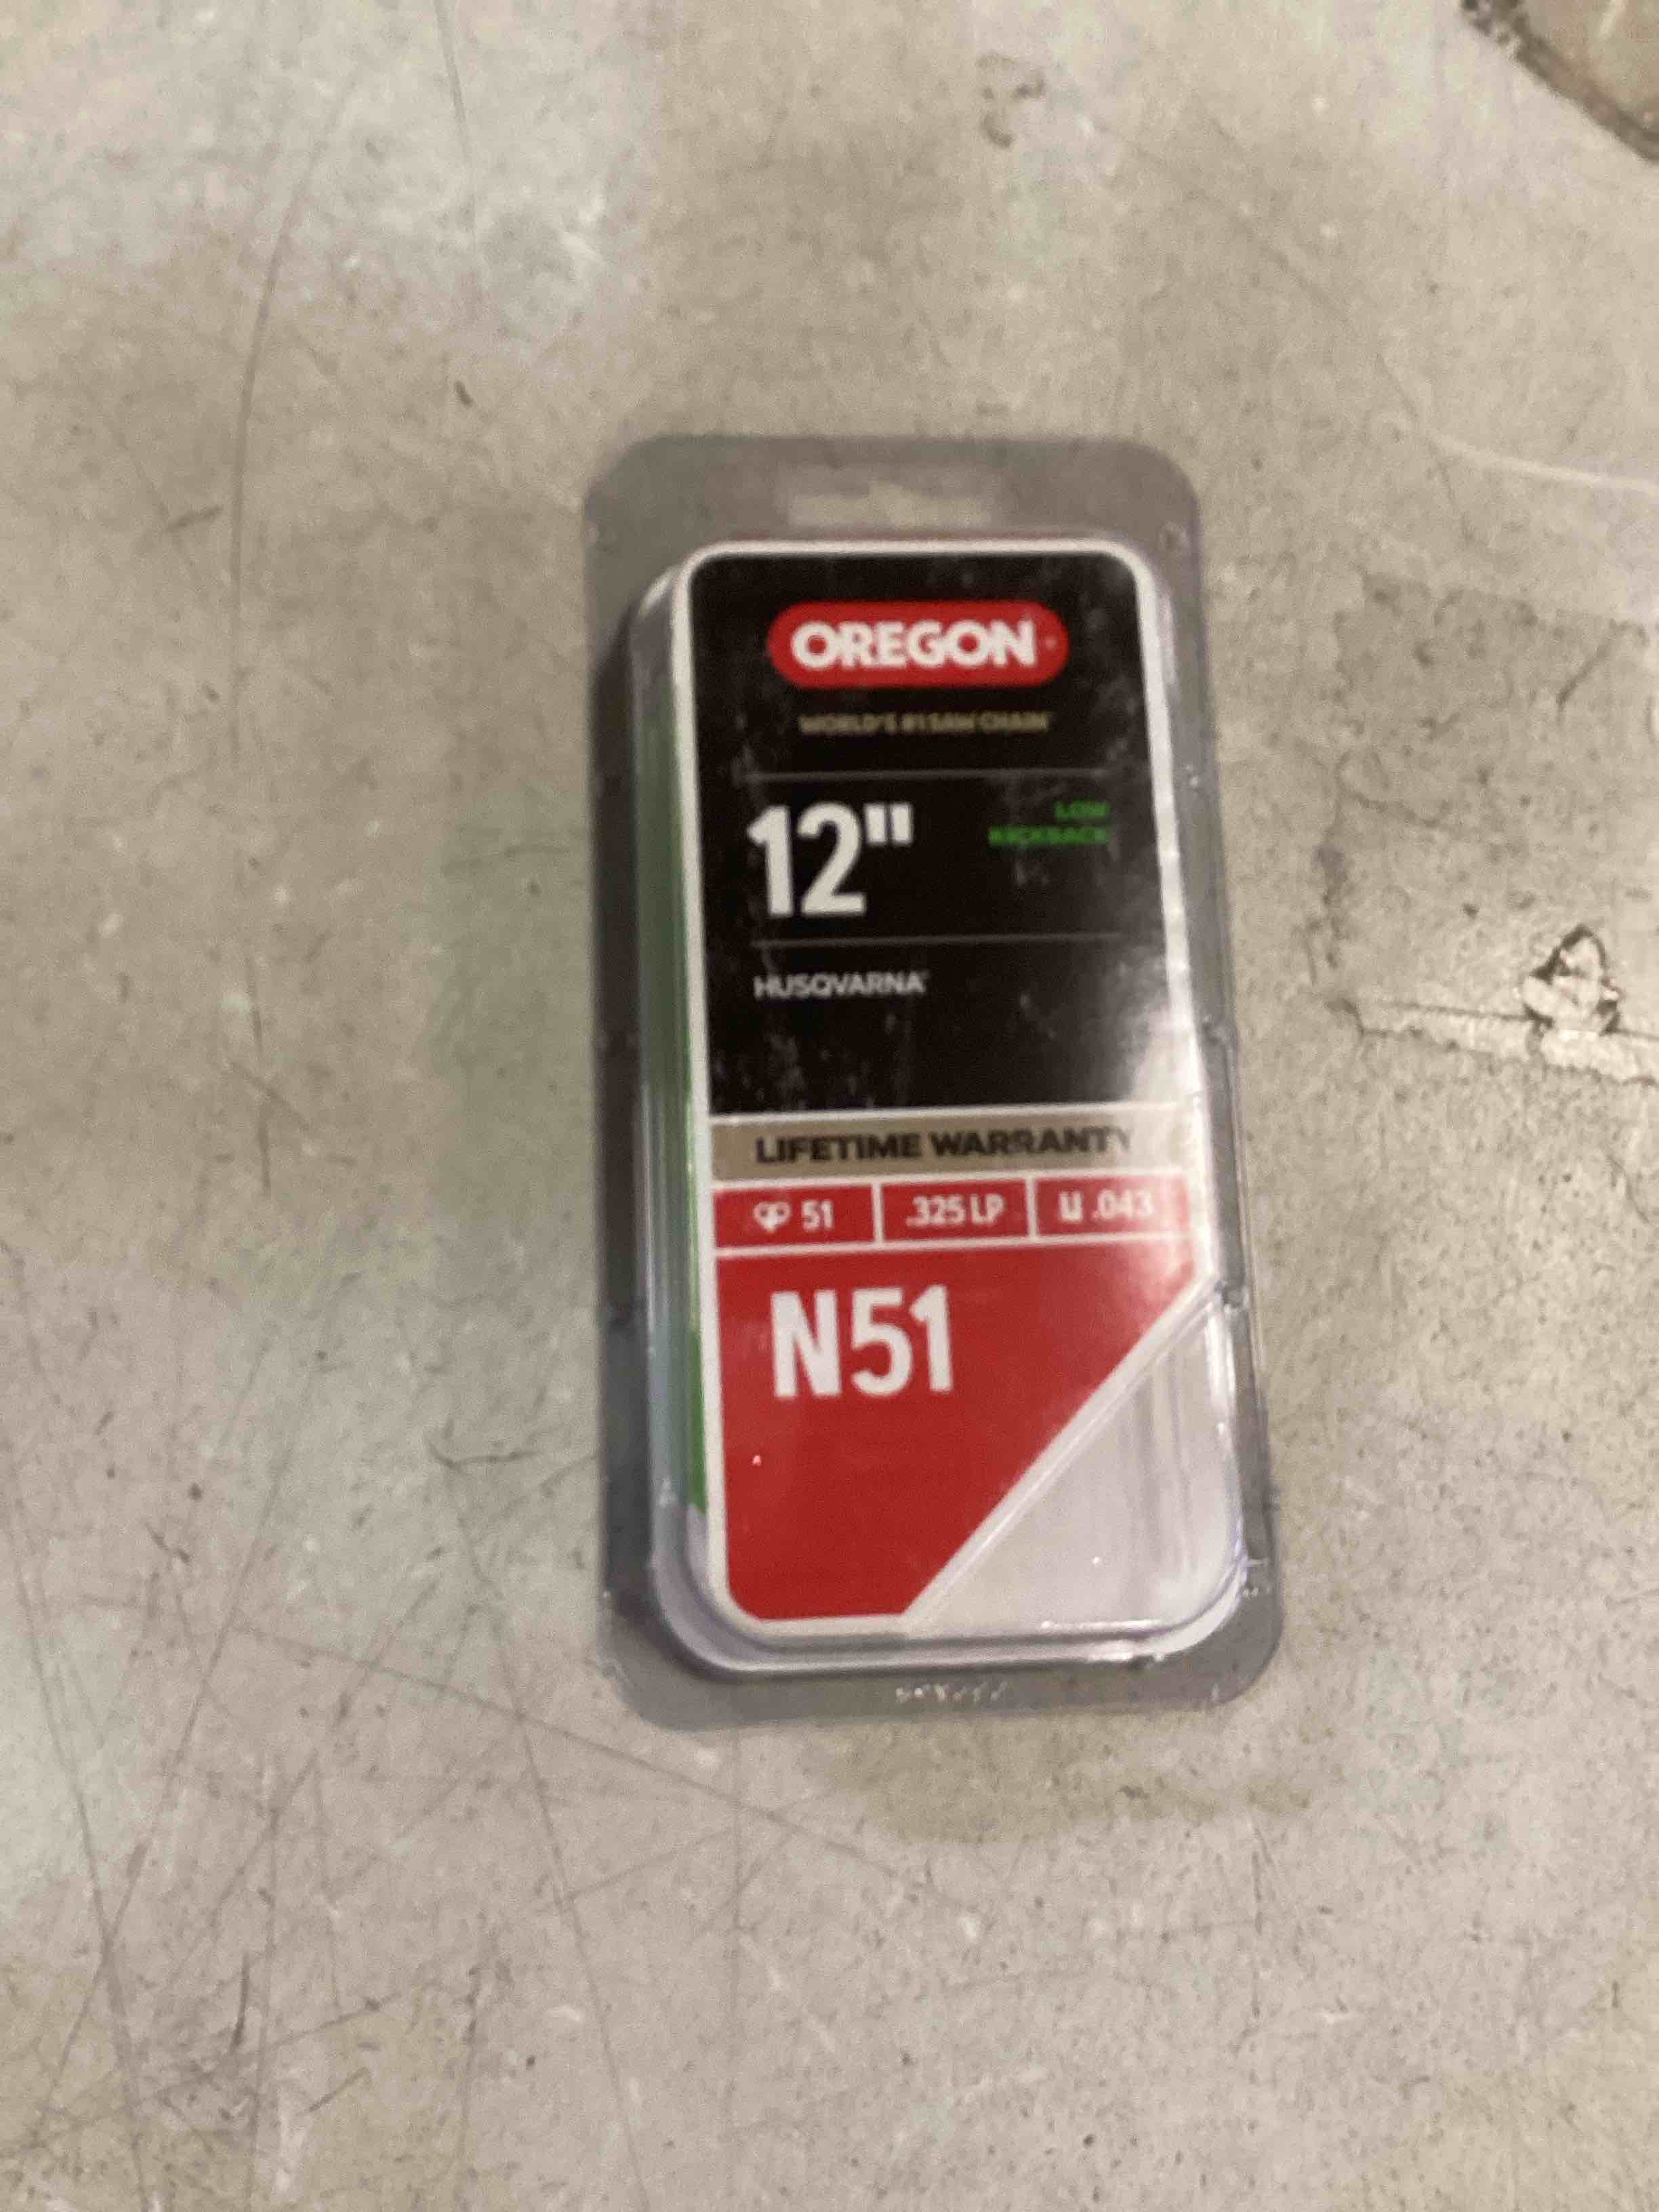 OREGON
WORLD'S #1 SAW CHAIN
12"
LOW
KICKBACK
HUSQVARNA
LIFETIME WARRANTY
51
.325 LP
.043
N51